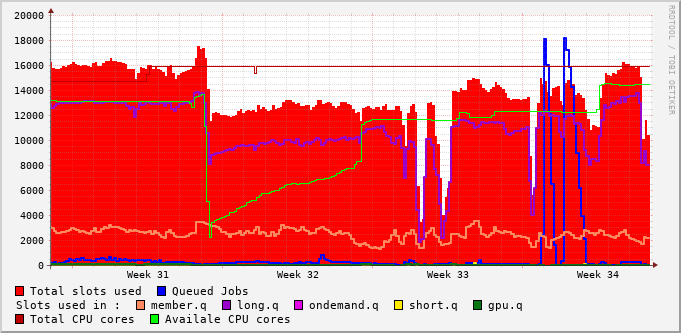 20000
18000
16000
14000
12000
10000
8000
6000
4000
2000
0
Week 31 Week 32 Week 33 Week 34
RRDTOOL / TOBI OETIKER
Total slots used Queued Jobs
Slots used in : member.q long.q ondemand.q short.q gpu.q
Total CPU cores Availale CPU cores